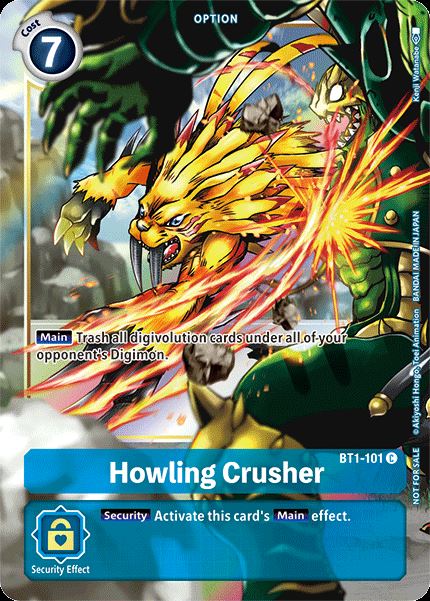 OPTION
Cost
7
Kenji Watanabe
©Akiyoshi Hongo, Toei Animation BANDAI MADE IN JAPAN
NOT FOR SALE
Main Trash all digivolution cards under all of your
opponent's Digimon.
BT1-101 C
Howling Crusher
Security Activate this card's Main effect.
Security Effect